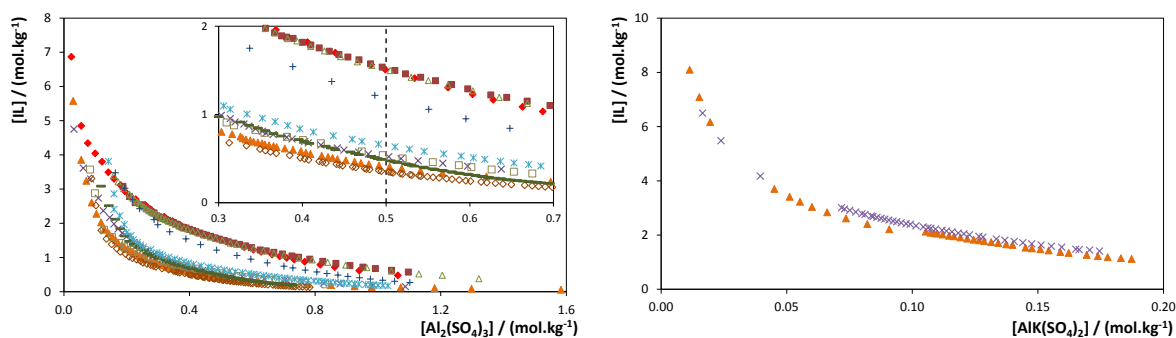 [IL] / (mol.kg⁻¹)
8
7
6
5
4
3
2
1
0
0.0 0.4 0.8 1.2 1.6
[Al₂(SO₄)₃] / (mol.kg⁻¹)
2
1
0
0.3 0.4 0.5 0.6 0.7
[IL] / (mol.kg⁻¹)
10
8
6
4
2
0
0.00 0.05 0.10 0.15 0.20
[AlK(SO₄)₂] / (mol.kg⁻¹)